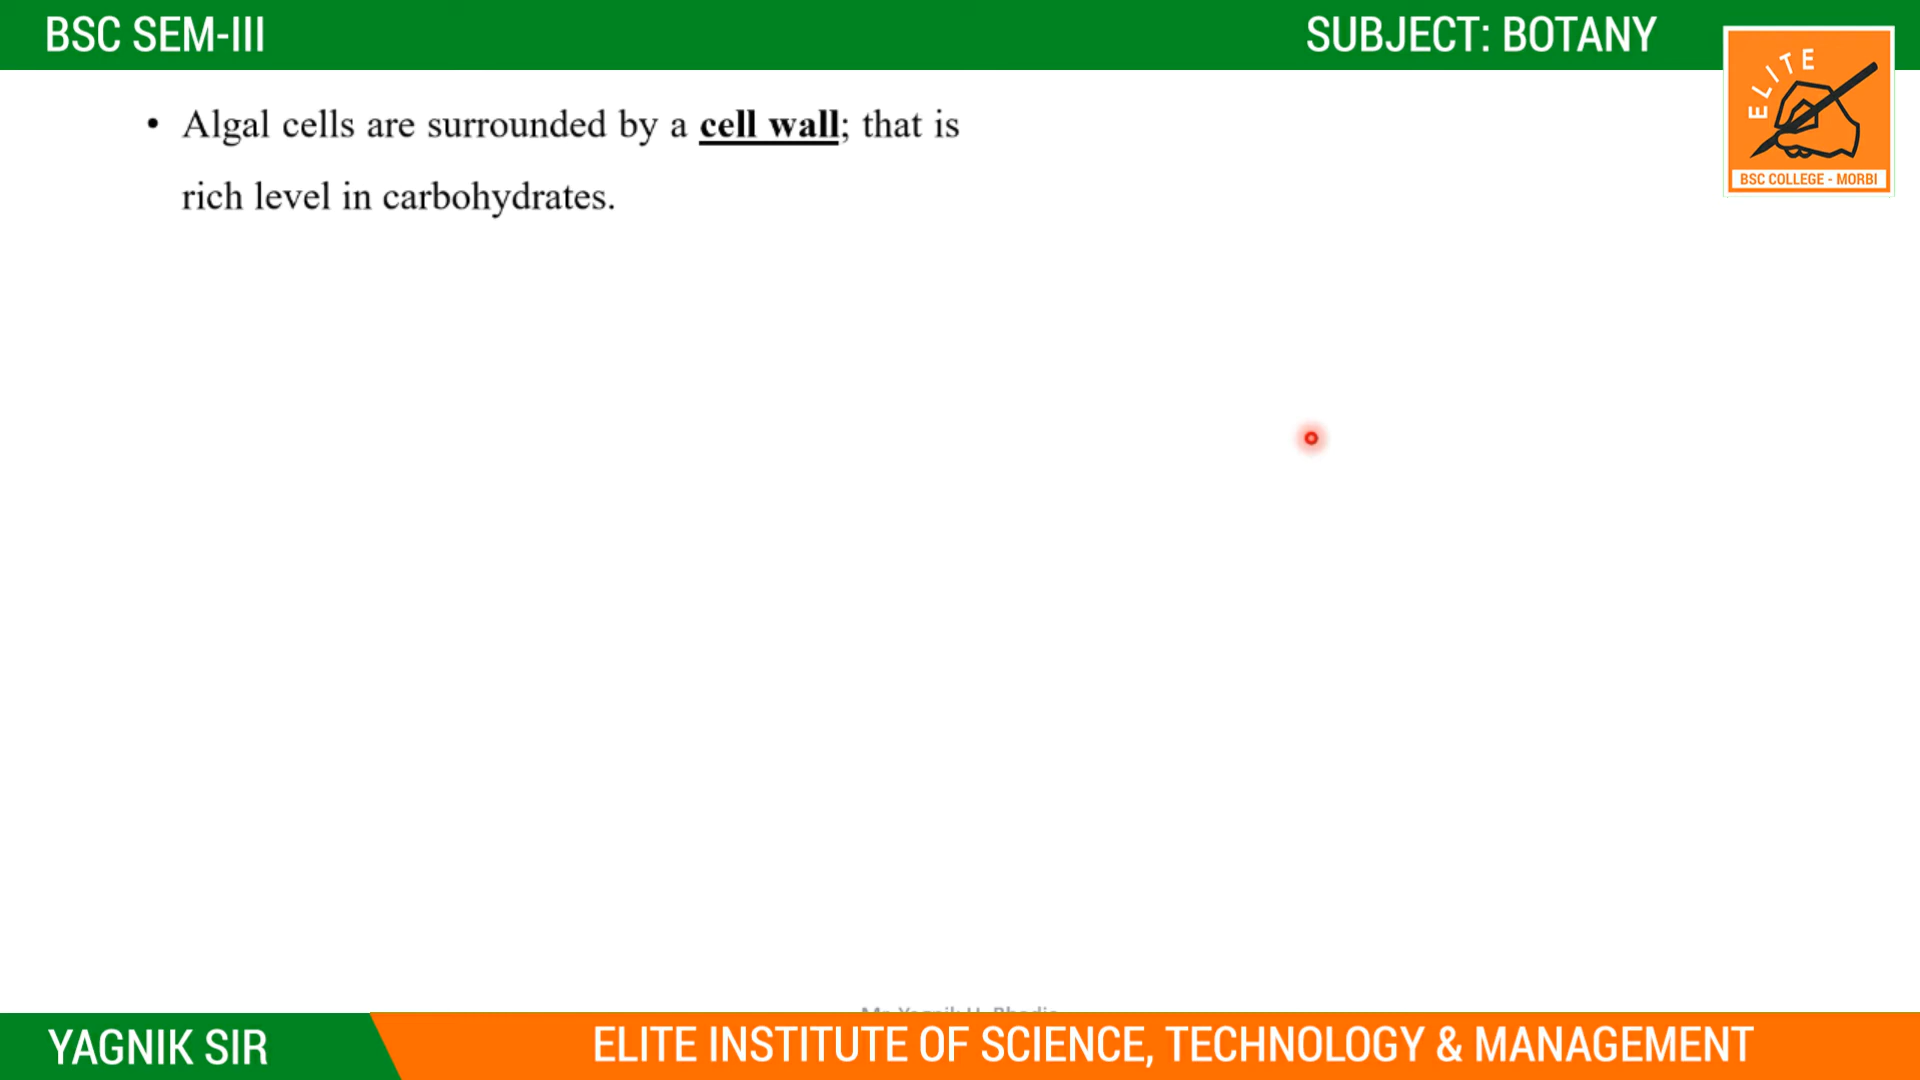 BSC SEM-III
SUBJECT: BOTANY
ELITE
BSC COLLEGE - MORBI
• Algal cells are surrounded by a cell wall; that is
rich level in carbohydrates.
YAGNIK SIR
ELITE INSTITUTE OF SCIENCE, TECHNOLOGY & MANAGEMENT